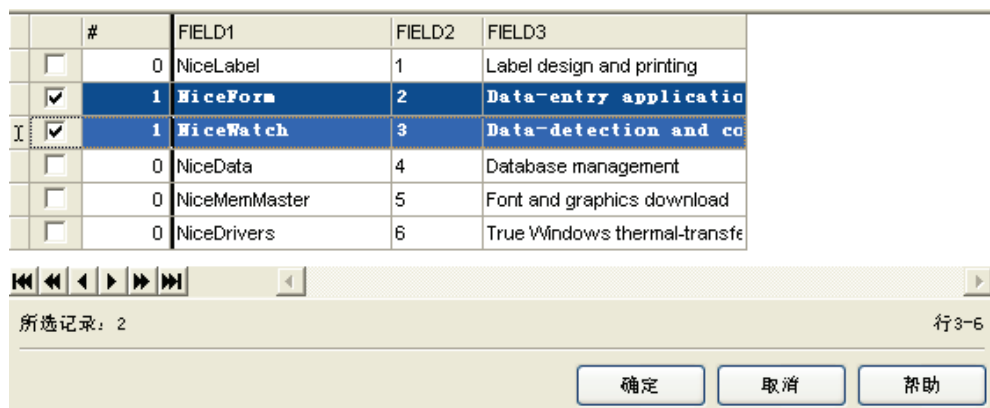 # FIELD1 FIELD2 FIELD3
0 NiceLabel 1 Label design and printing
1 NiceForm 2 Data-entry applicatio
1 NiceWatch 3 Data-detection and co
0 NiceData 4 Database management
0 NiceMemMaster 5 Font and graphics download
0 NiceDrivers 6 True Windows thermal-transfe
所选记录: 2 行3-6
确定 取消 帮助